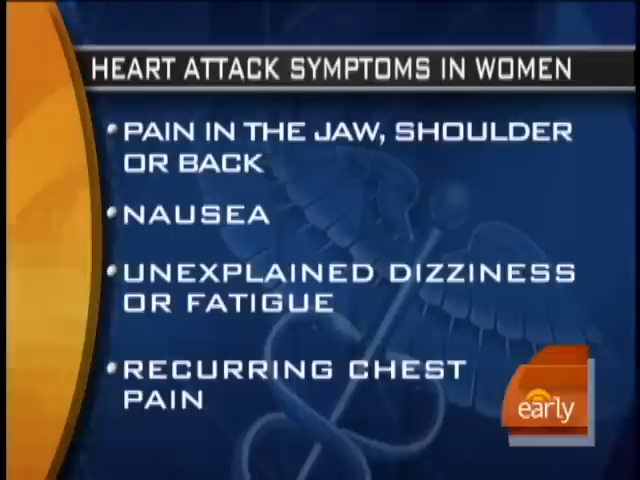 HEART ATTACK SYMPTOMS IN WOMEN
• PAIN IN THE JAW, SHOULDER
OR BACK
• NAUSEA
• UNEXPLAINED DIZZINESS
OR FATIGUE
• RECURRING CHEST
PAIN
early